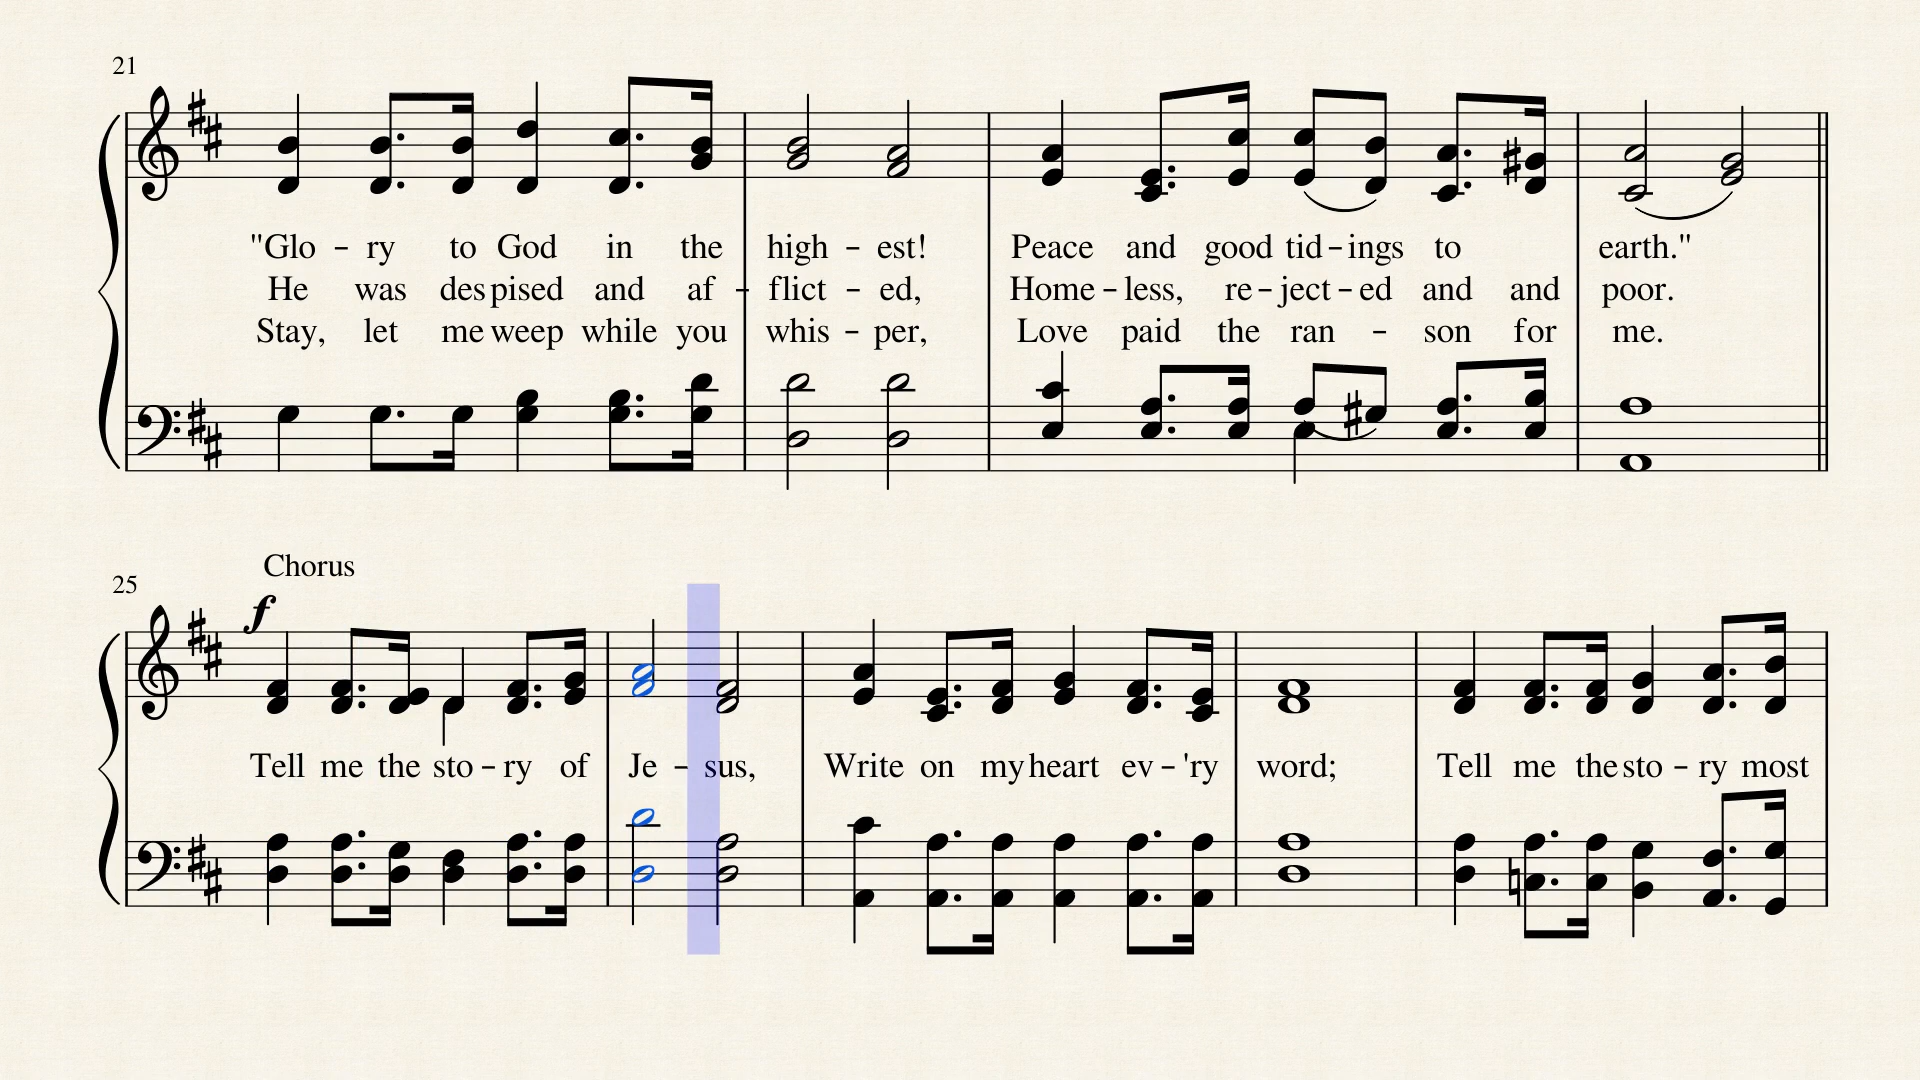 21
"Glo - ry to God in the high - est! Peace and good tid - ings to earth."
He was des pised and af - flict - ed, Home - less, re - ject - ed and and poor.
Stay, let me weep while you whis - per, Love paid the ran - son for me.
Chorus
25
f
Tell me the sto - ry of Je - sus, Write on my heart ev - 'ry word; Tell me the sto - ry most